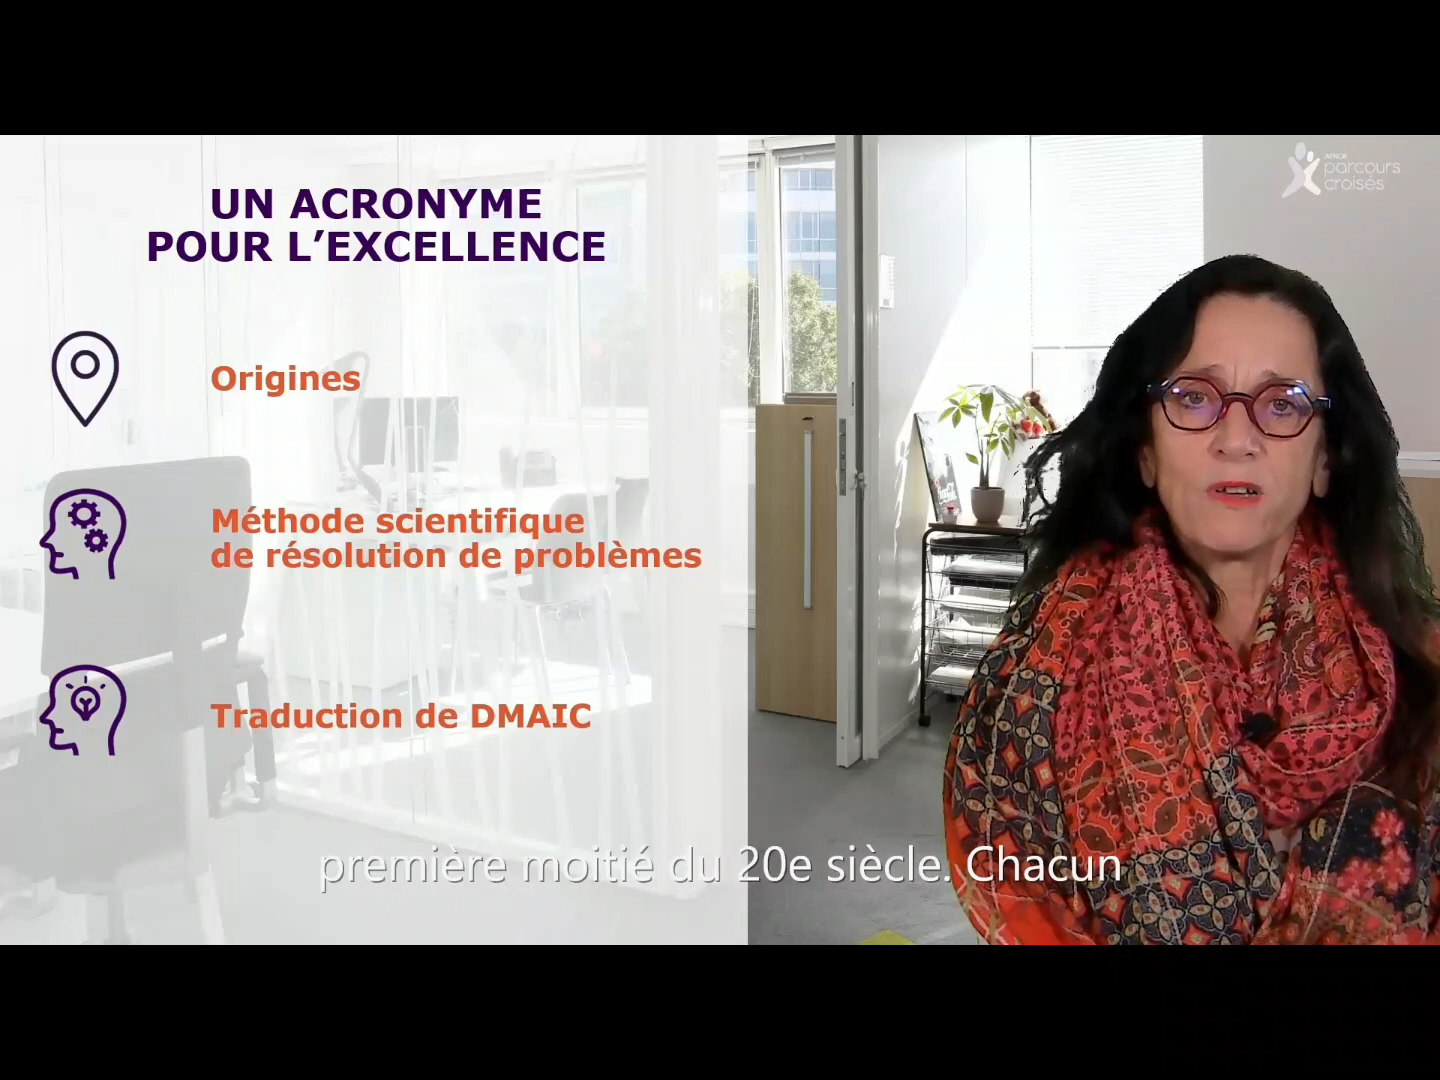 UN ACRONYME
POUR L’EXCELLENCE
Origines
Méthode scientifique
de résolution de problèmes
Traduction de DMAIC
afnor
parcours
croisés
première moitié du 20e siècle. Chacun